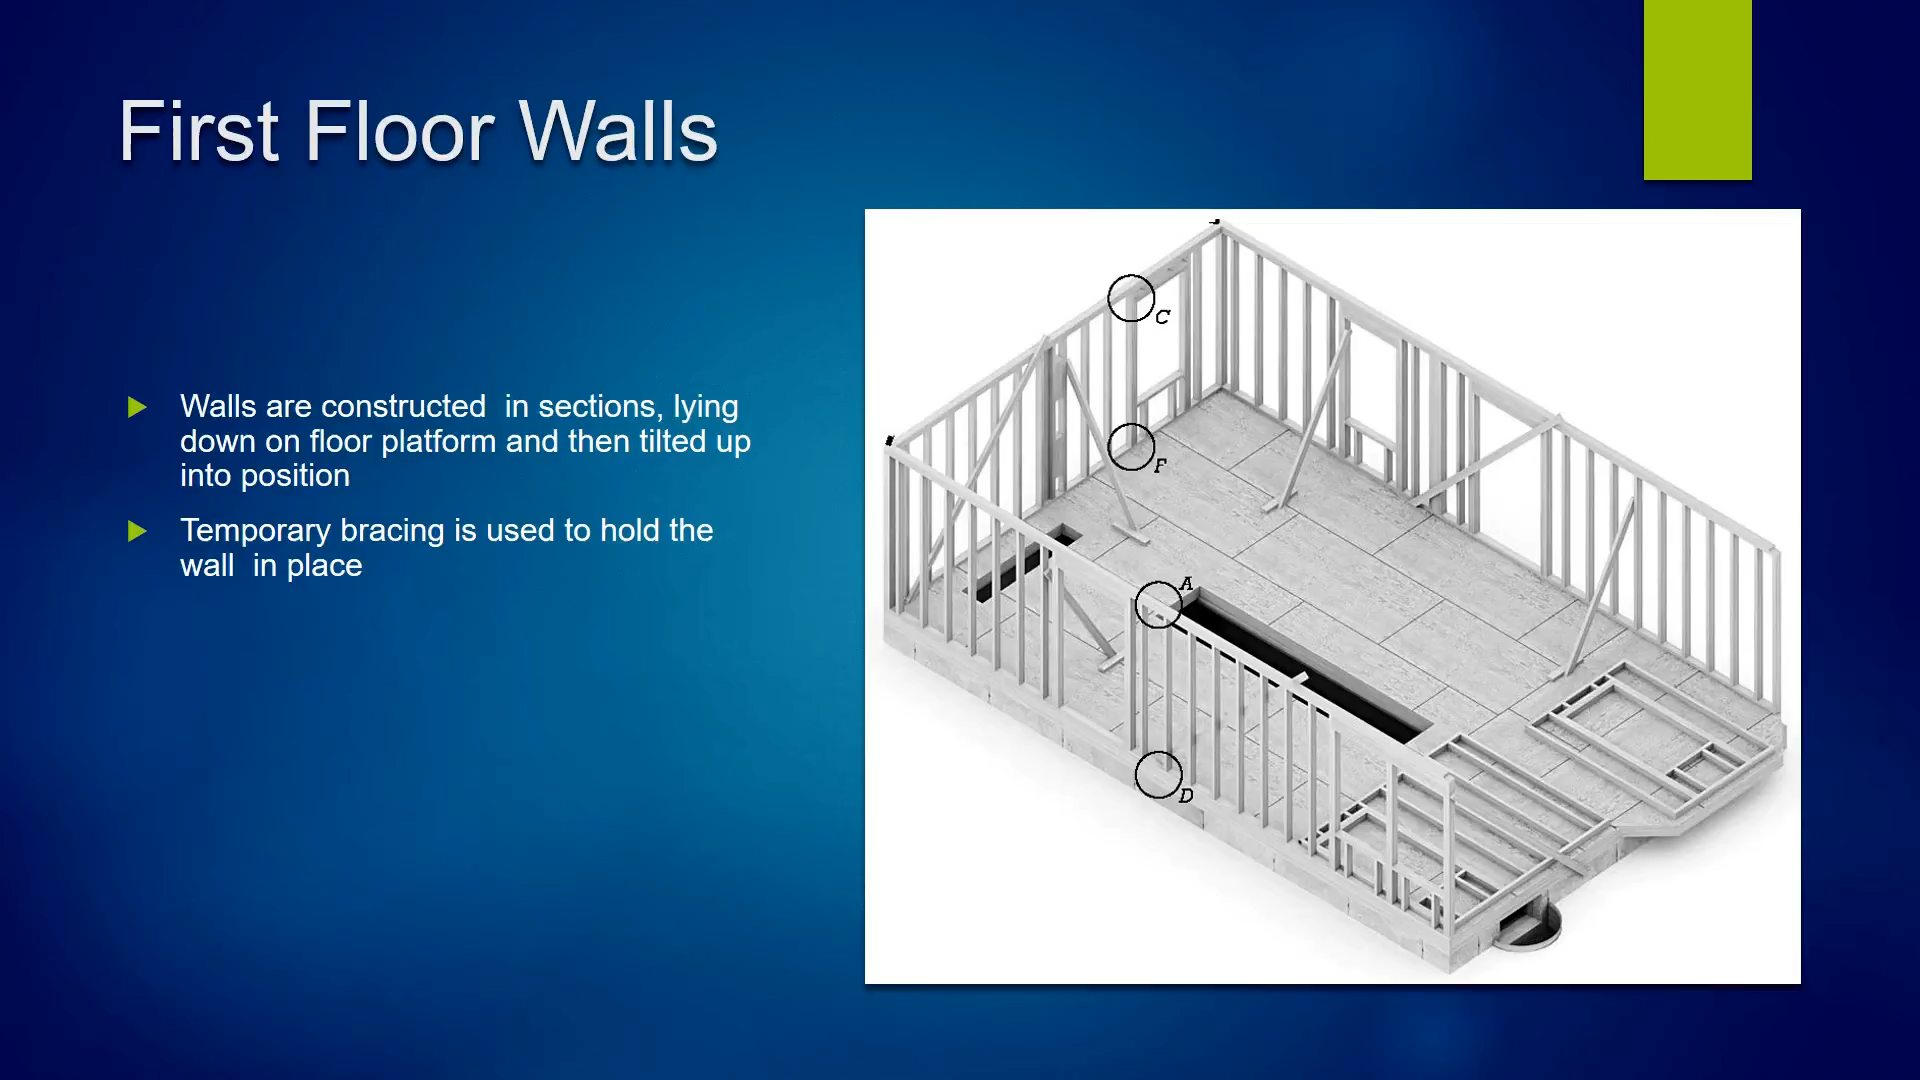 First Floor Walls
Walls are constructed  in sections, lying
down on floor platform and then tilted up
into position
Temporary bracing is used to hold the
wall  in place
C
F
A
D